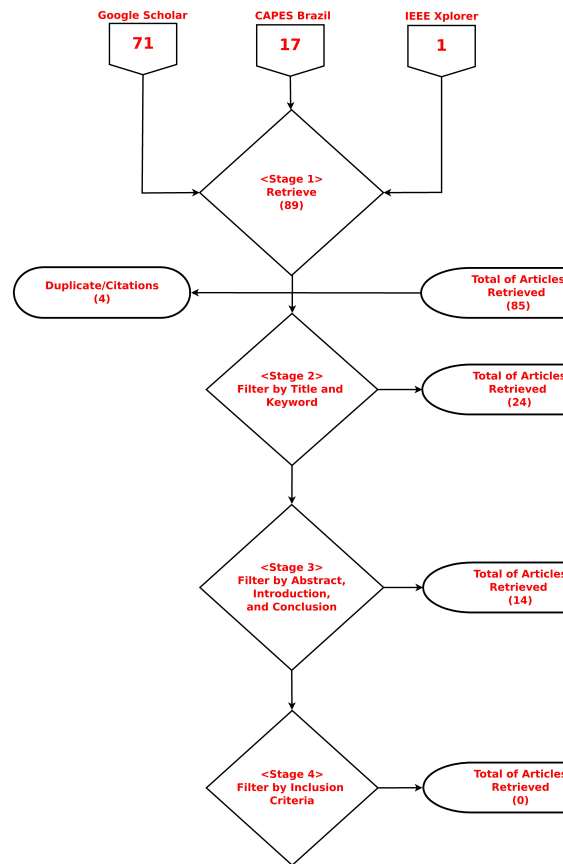 Google Scholar
CAPES Brazil
IEEE Xplorer
71
17
1
<Stage 1>
Retrieve
(89)
Duplicate/Citations
(4)
Total of Articles
Retrieved
(85)
<Stage 2>
Filter by Title and
Keyword
Total of Articles
Retrieved
(24)
<Stage 3>
Filter by Abstract,
Introduction,
and Conclusion
Total of Articles
Retrieved
(14)
<Stage 4>
Filter by Inclusion
Criteria
Total of Articles
Retrieved
(0)